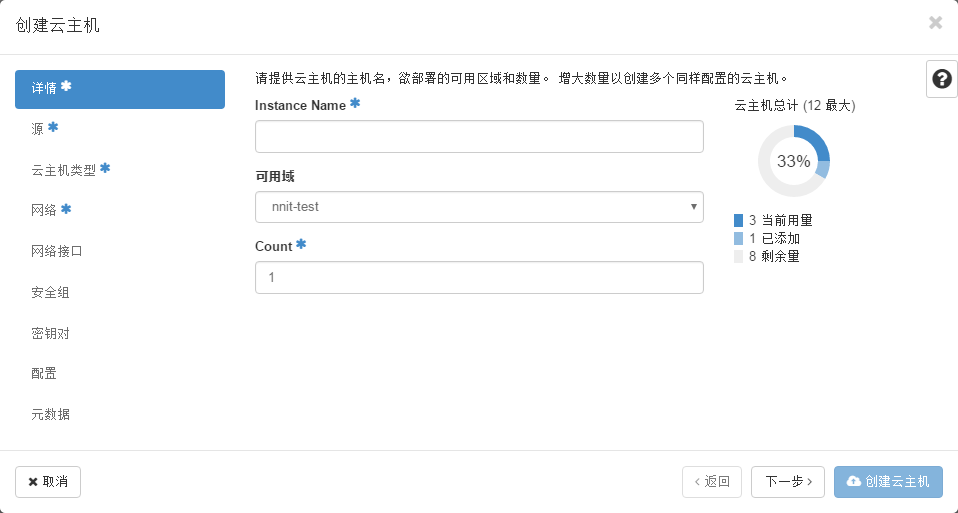 创建云主机
详情 *
源 *
云主机类型 *
网络 *
网络接口
安全组
密钥对
配置
元数据
请提供云主机的主机名，欲部署的可用区域和数量。 增大数量以创建多个同样配置的云主机。
Instance Name *
可用域
nnit-test
Count *
1
云主机总计 (12 最大)
33%
3 当前用量
1 已添加
8 剩余量
取消
返回
下一步
创建云主机